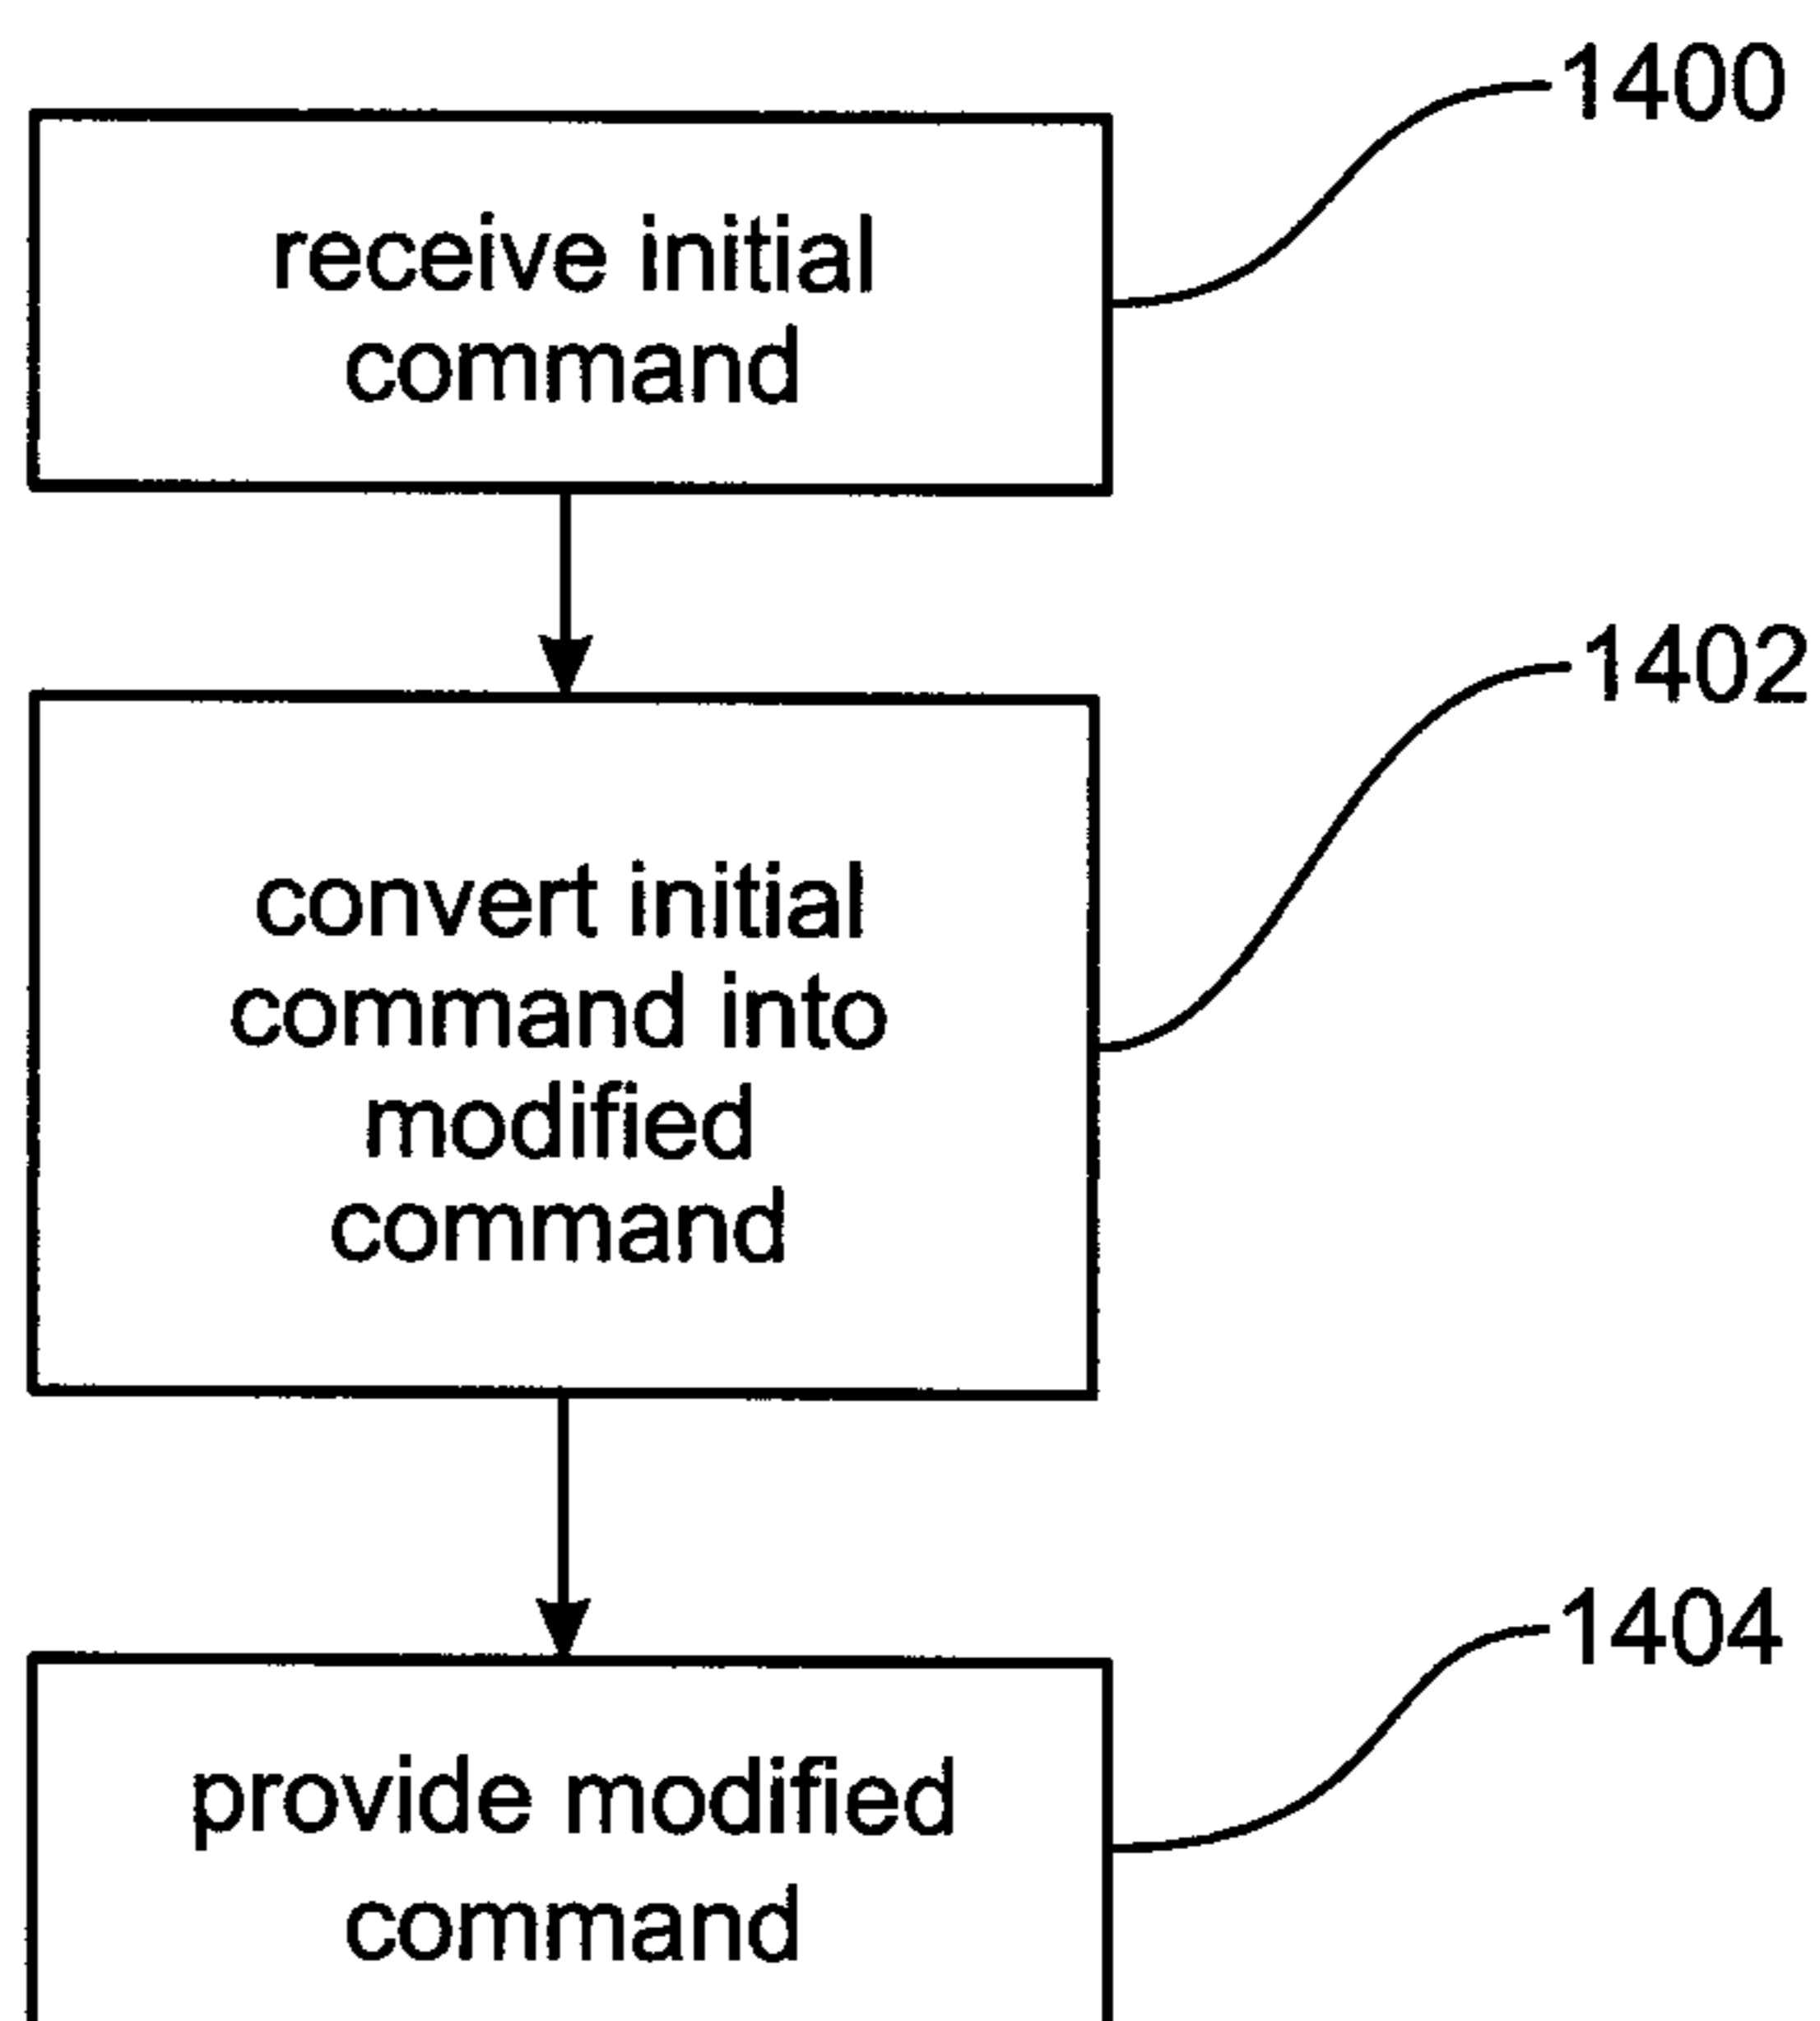 1400
receive initial
command
1402
convert initial
command into
modified
command
1404
provide modified
command